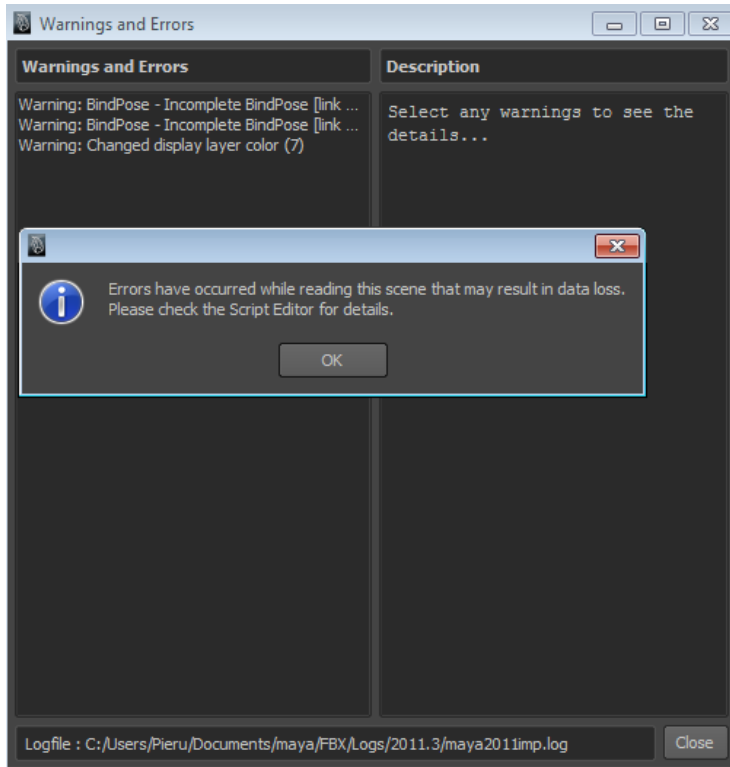 Warnings and Errors
Warnings and Errors
Description
Warning: BindPose - Incomplete BindPose [link ...
Warning: BindPose - Incomplete BindPose [link ...
Warning: Changed display layer color (7)
Select any warnings to see the
details...
Errors have occurred while reading this scene that may result in data loss.
Please check the Script Editor for details.
OK
Logfile : C:/Users/Pieru/Documents/maya/FBX/Logs/2011.3/maya2011imp.log
Close